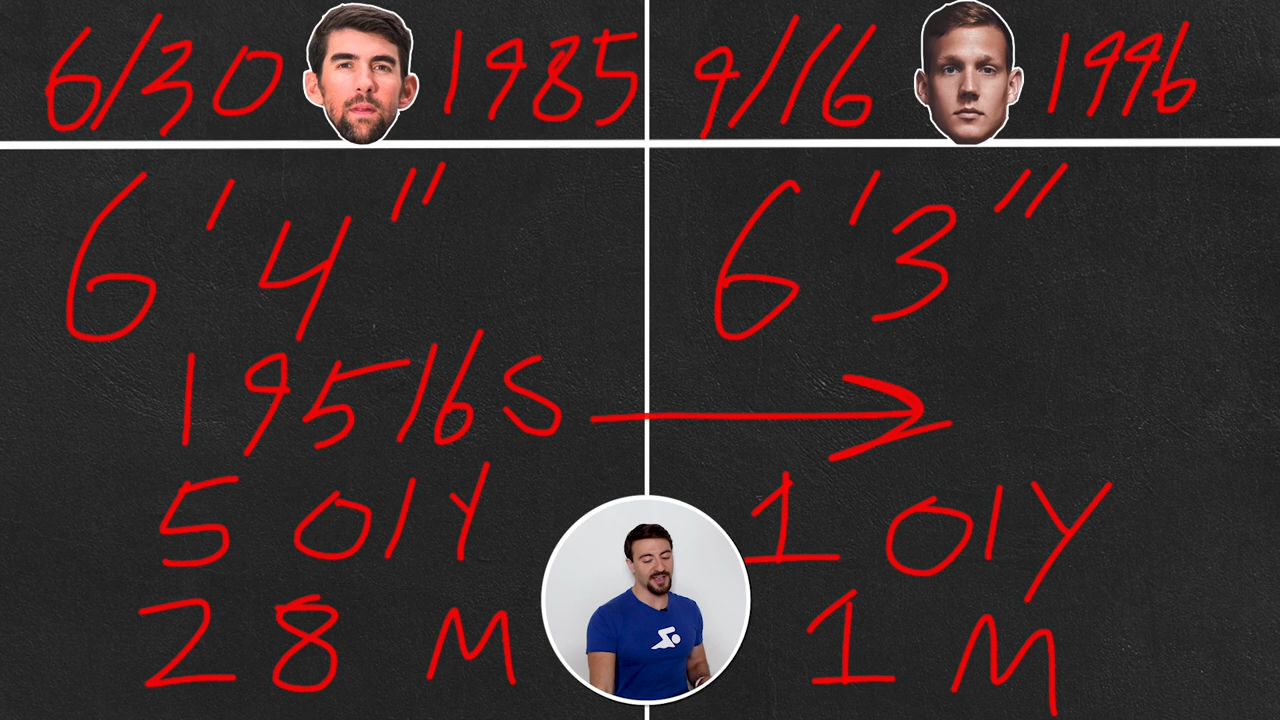 6/30 1985
9/16 1996
6'4"
195lbs
5 Oly
28 M
6'3"
1 Oly
1 M